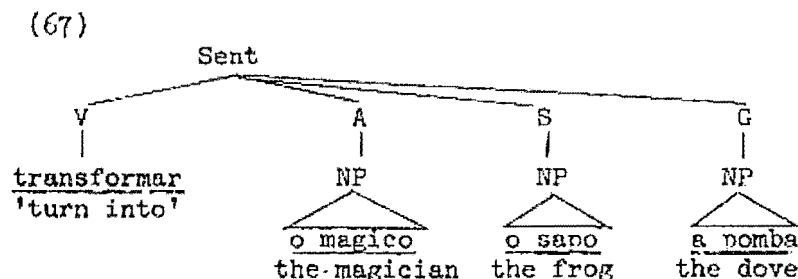 (67)
Sent
V A S G
transformar NP NP NP
'turn into'
o magico o sapo a pomba
the magician the frog the dove